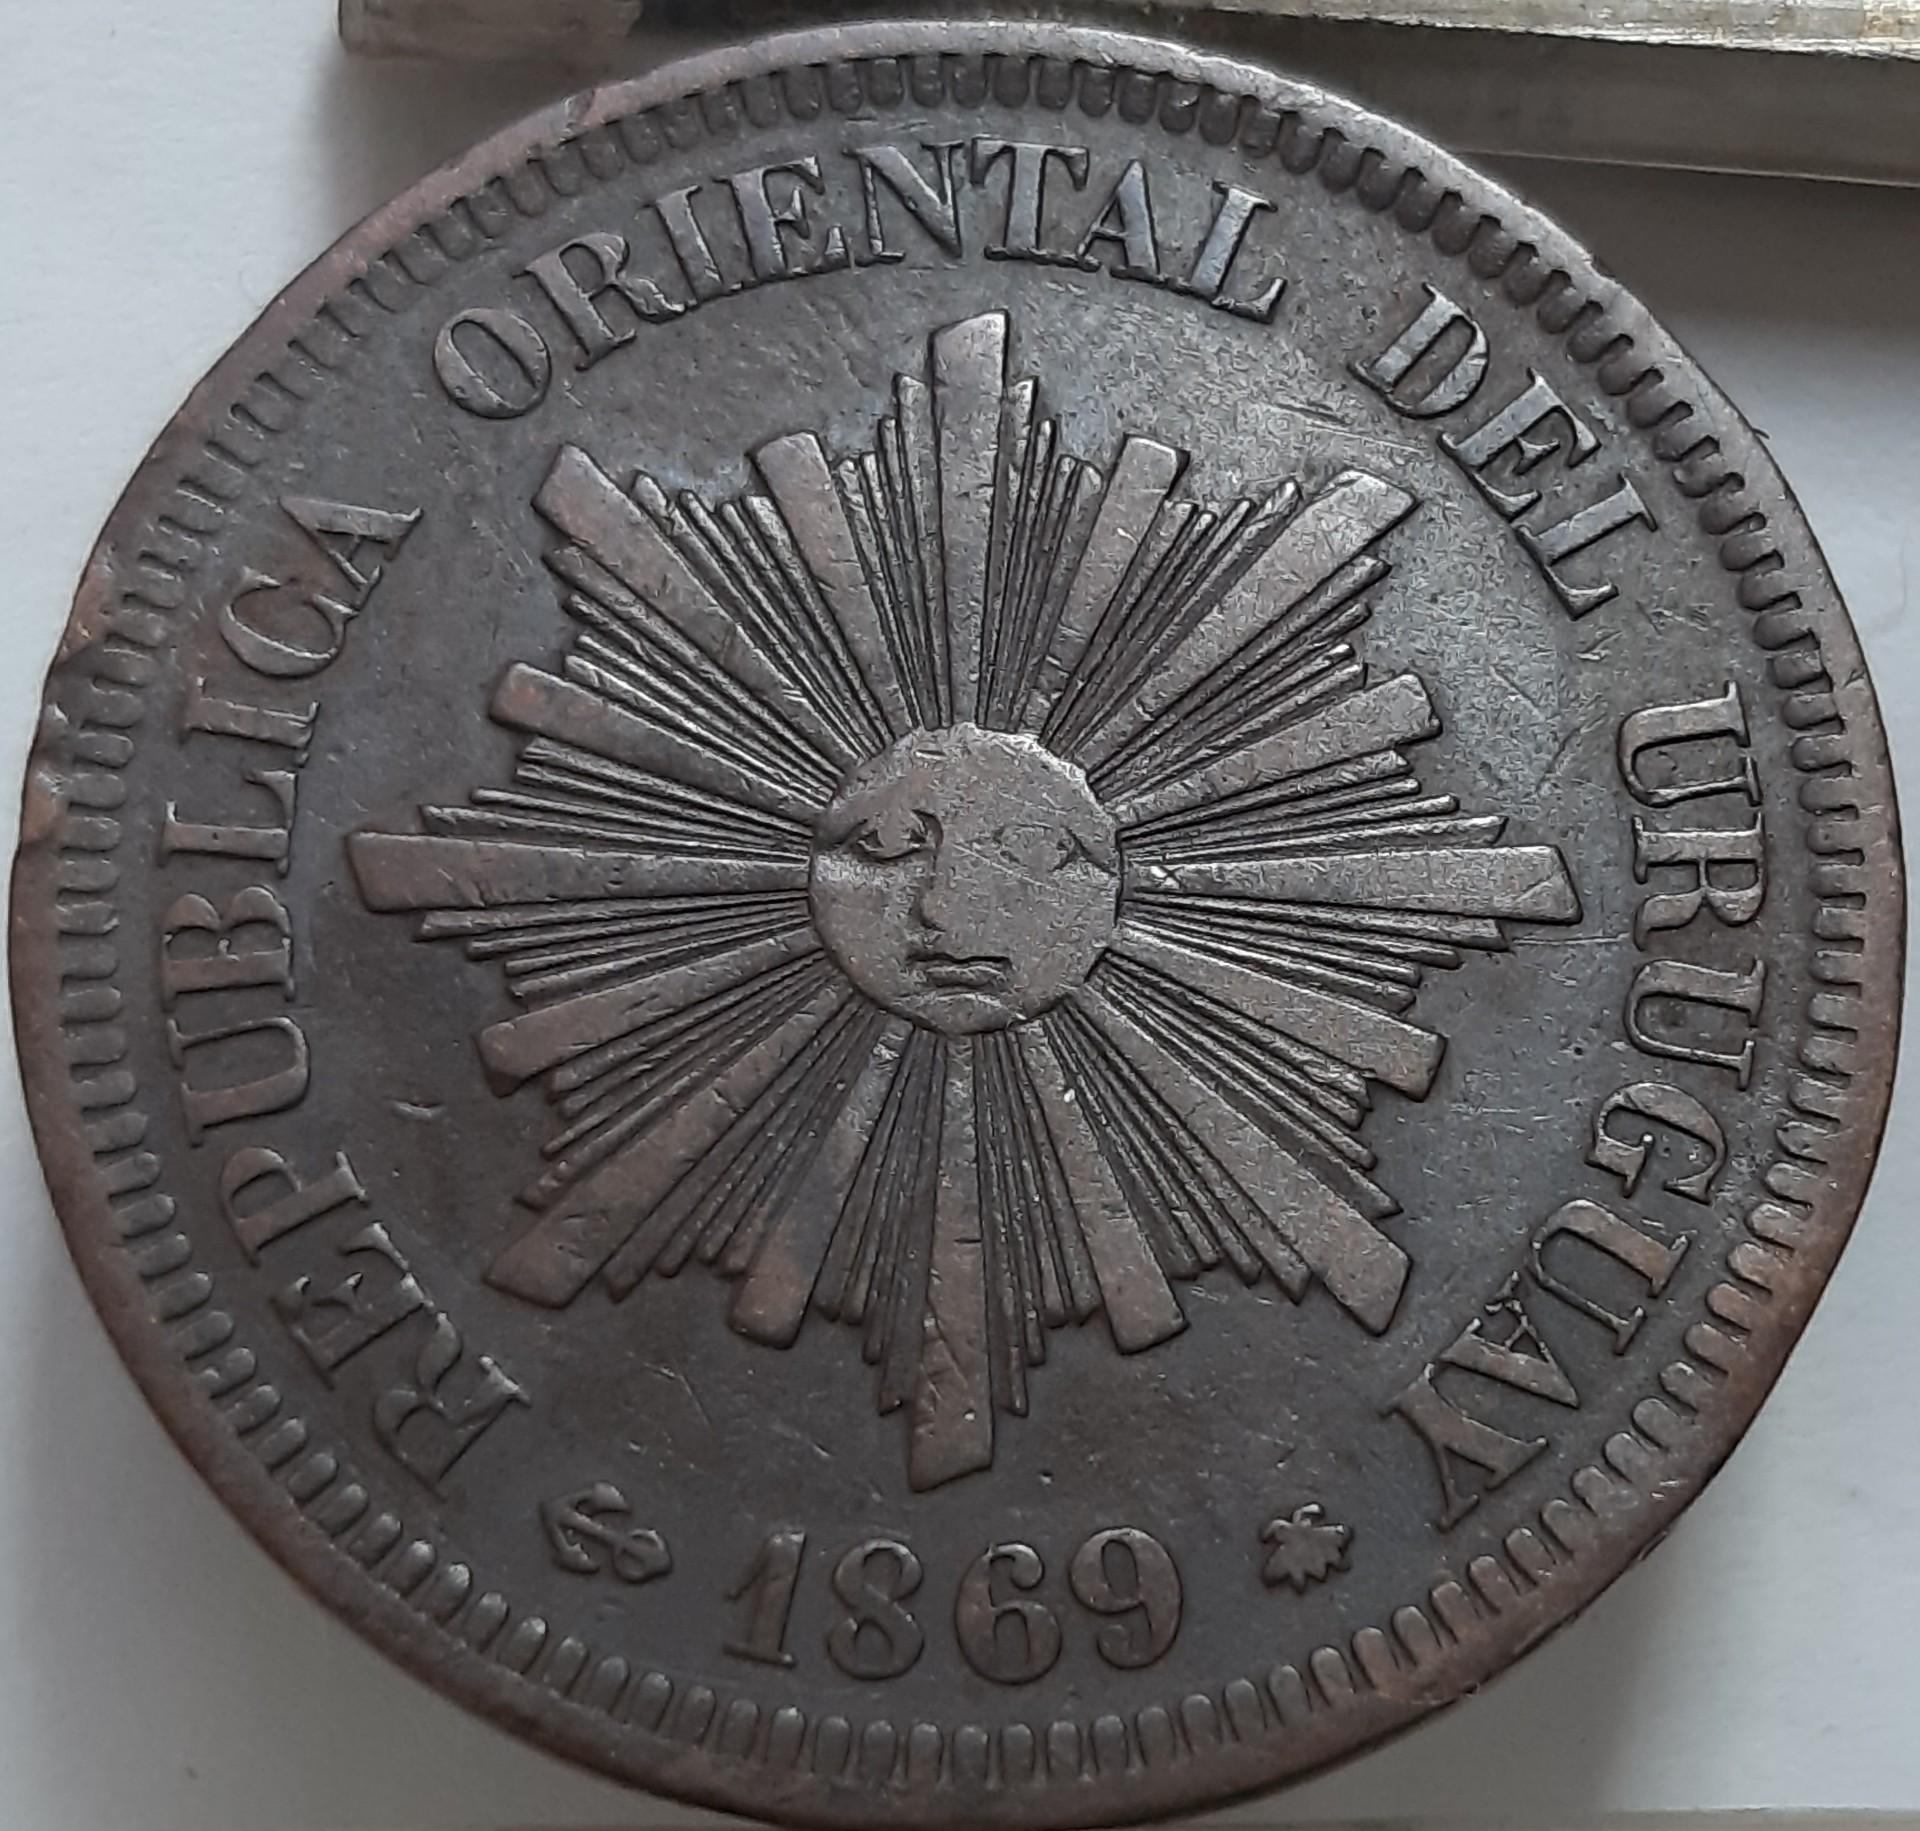 REPUBLICA ORIENTAL DEL URUGUAY
1869